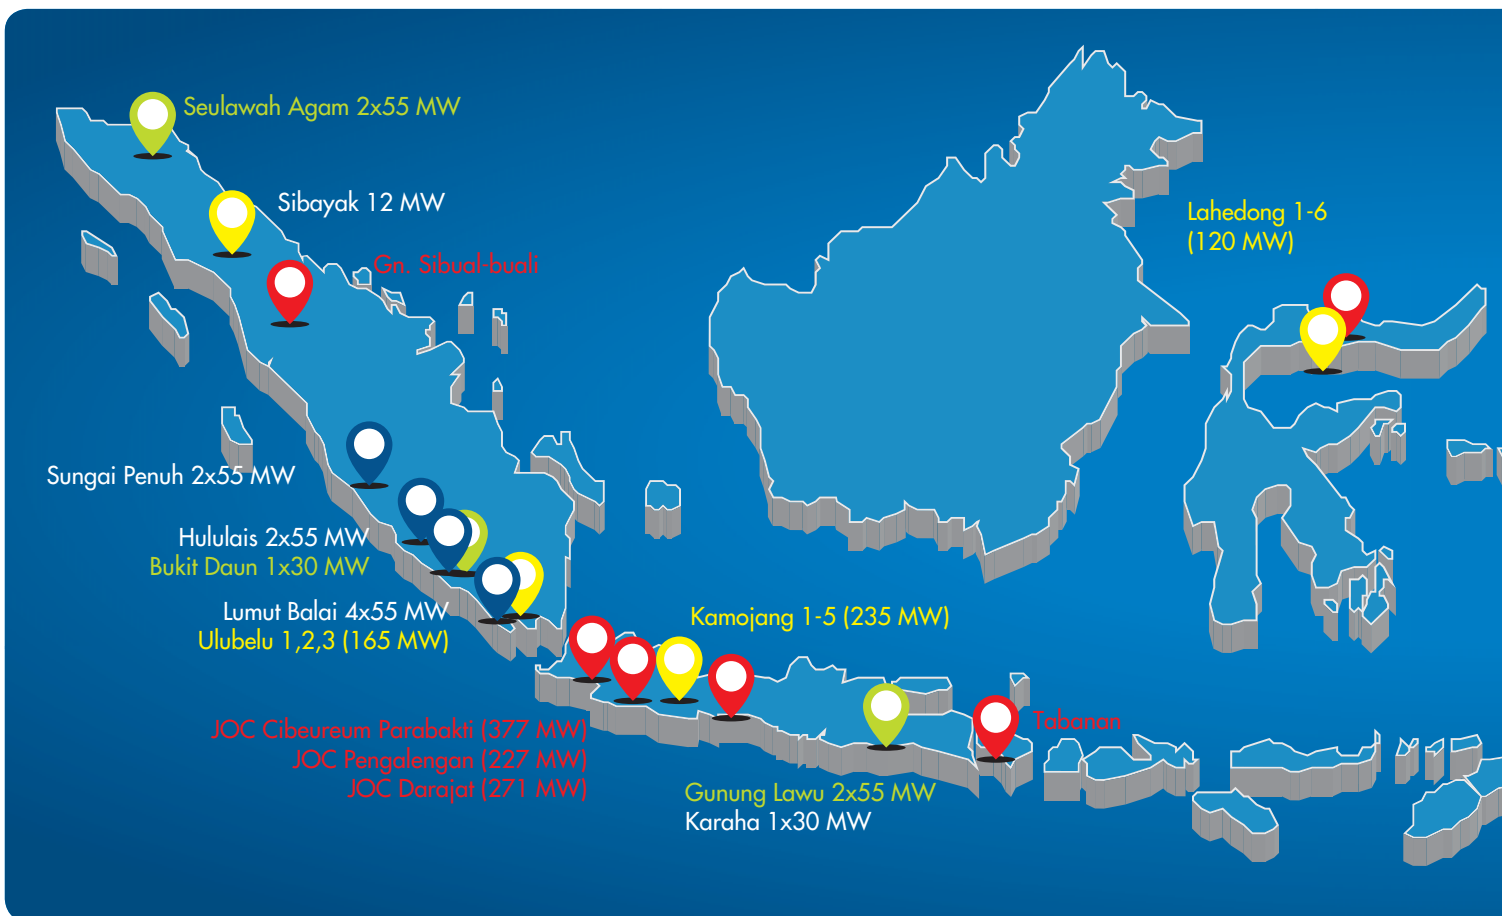 Seulawah Agam 2x55 MW
Sibayak 12 MW
Gn. Sibual-buali
Lahedong 1-6
(120 MW)
Sungai Penuh 2x55 MW
Hululais 2x55 MW
Bukit Daun 1x30 MW
Lumut Balai 4x55 MW
Ulubelu 1,2,3 (165 MW)
Kamojang 1-5 (235 MW)
JOC Cibeureum Parabakti (377 MW)
JOC Pengalengan (227 MW)
JOC Darajat (271 MW)
Tabanan
Gunung Lawu 2x55 MW
Karaha 1x30 MW